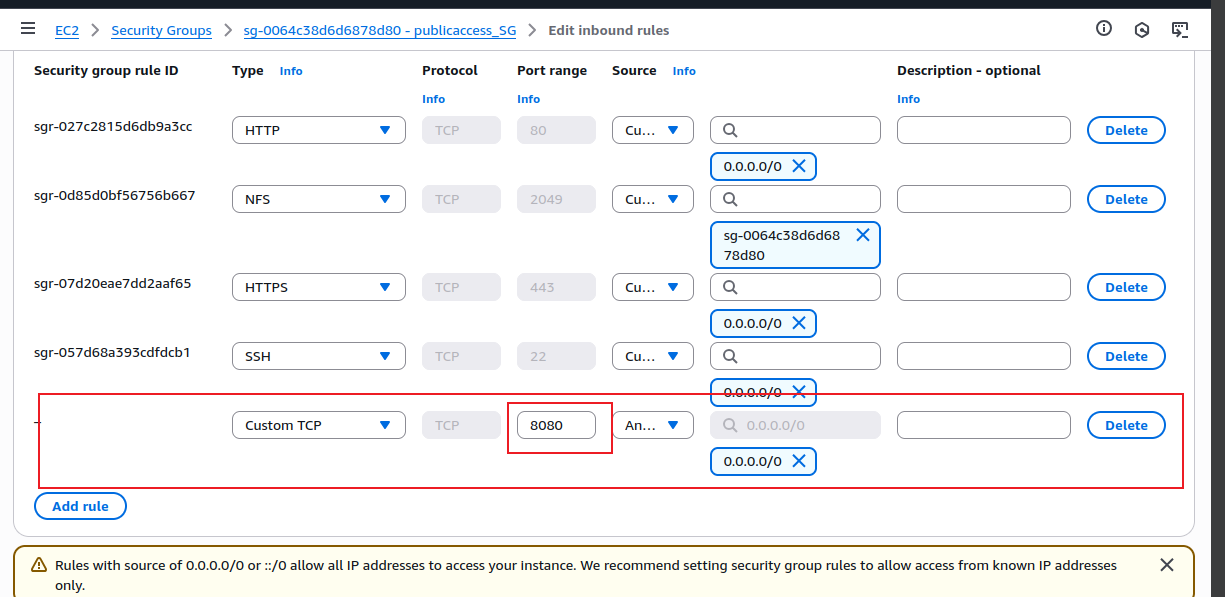 EC2 > Security Groups > sg-0064c38d6d6878d80 - publicaccess_SG > Edit inbound rules
Security group rule ID Type Info Protocol Port range Source Info Description - optional
Info Info Info
sgr-027c2815d6db9a3cc HTTP TCP 80 Cu... Delete
0.0.0.0/0
sgr-0d85d0bf56756b667 NFS TCP 2049 Cu... Delete
sg-0064c38d6d68
78d80
sgr-07d20eae7dd2aaf65 HTTPS TCP 443 Cu... Delete
0.0.0.0/0
sgr-057d68a393cdfdcb1 SSH TCP 22 Cu... Delete
0.0.0.0/0
– Custom TCP TCP 8080 An... 0.0.0.0/0 Delete
0.0.0.0/0
Add rule
Rules with source of 0.0.0.0/0 or ::/0 allow all IP addresses to access your instance. We recommend setting security group rules to allow access from known IP addresses
only.